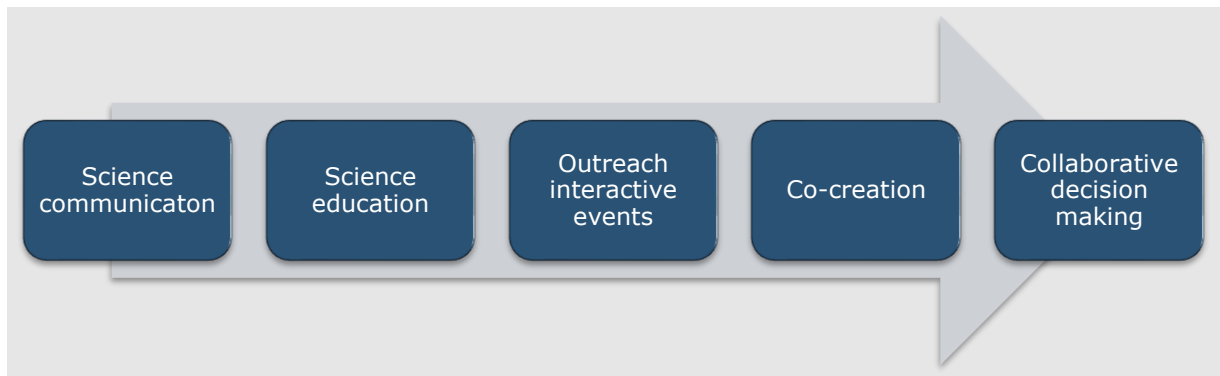 Science
communicaton
Science
education
Outreach
interactive
events
Co-creation
Collaborative
decision
making